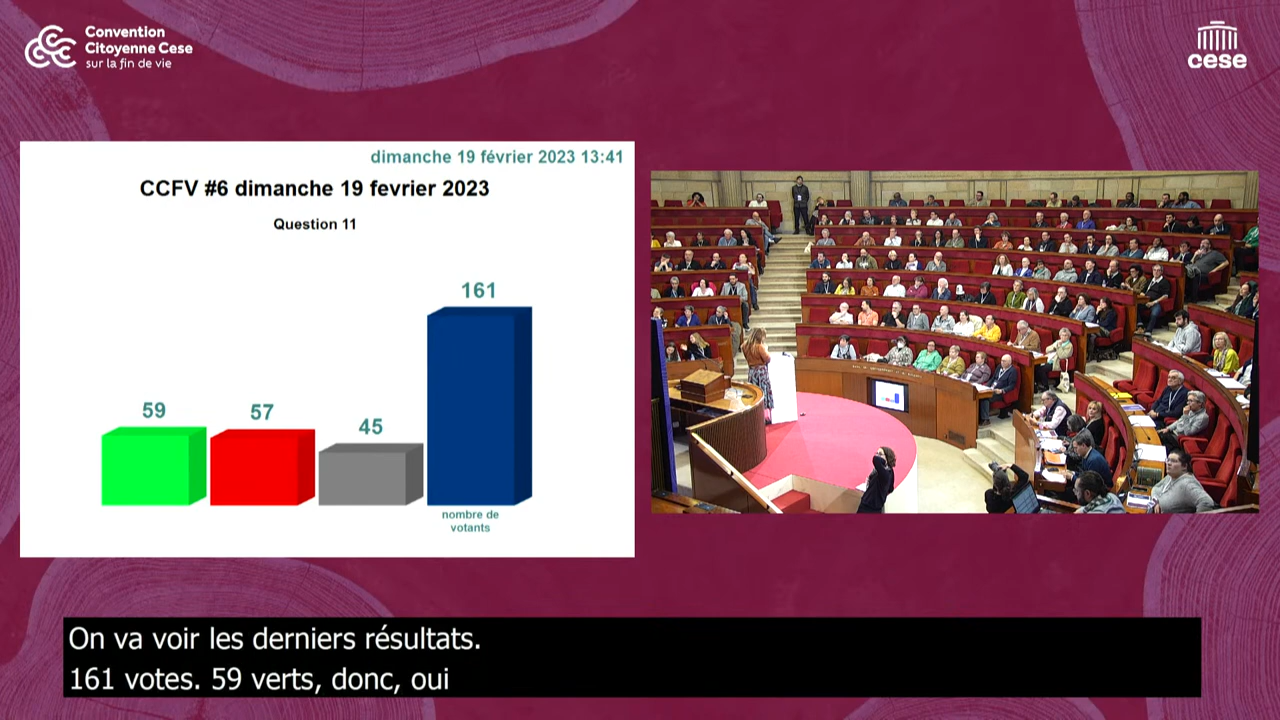 Convention
Citoyenne Cese
sur la fin de vie
cese
dimanche 19 février 2023 13:41
CCFV #6 dimanche 19 fevrier 2023
Question 11
59
57
45
161
nombre de
votants
On va voir les derniers résultats.
161 votes. 59 verts, donc, oui